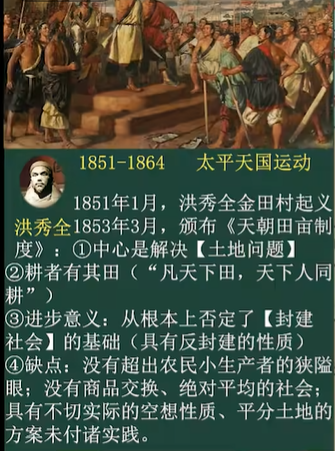 1851-1864 太平天国运动
1851年1月，洪秀全金田村起义
洪秀全
1853年3月，颁布《天朝田亩制
度》：①中心是解决【土地问题】
②耕者有其田（“凡天下田，天下人同
耕”）
③进步意义：从根本上否定了【封建
社会】的基础（具有反封建的性质）
④缺点：没有超出农民小生产者的狭隘
眼；没有商品交换、绝对平均的社会；
具有不切实际的空想性质、平分土地的
方案未付诸实践。